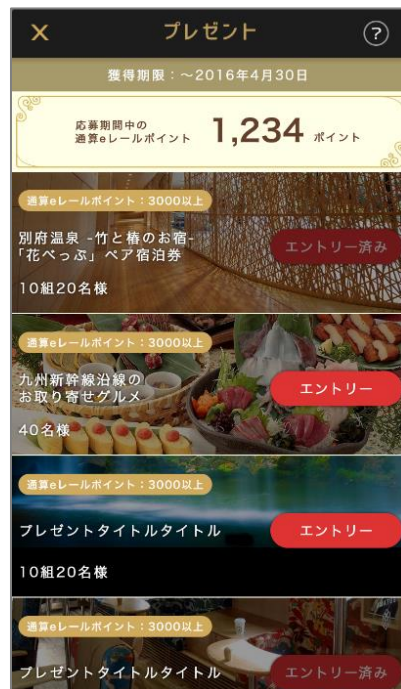 × プレゼント ?
獲得期限：〜2016年4月30日
応募期間中の
通算eレールポイント 1,234 ポイント
通算eレールポイント：3000以上
別府温泉 -竹と椿のお宿-
「花べっぷ」ペア宿泊券
エントリー済み
10組20名様
通算eレールポイント：3000以上
九州新幹線沿線の
お取り寄せグルメ
エントリー
40名様
通算eレールポイント：3000以上
プレゼントタイトルタイトル
エントリー
10組20名様
通算eレールポイント：3000以上
プレゼントタイトルタイトル
エントリー済み